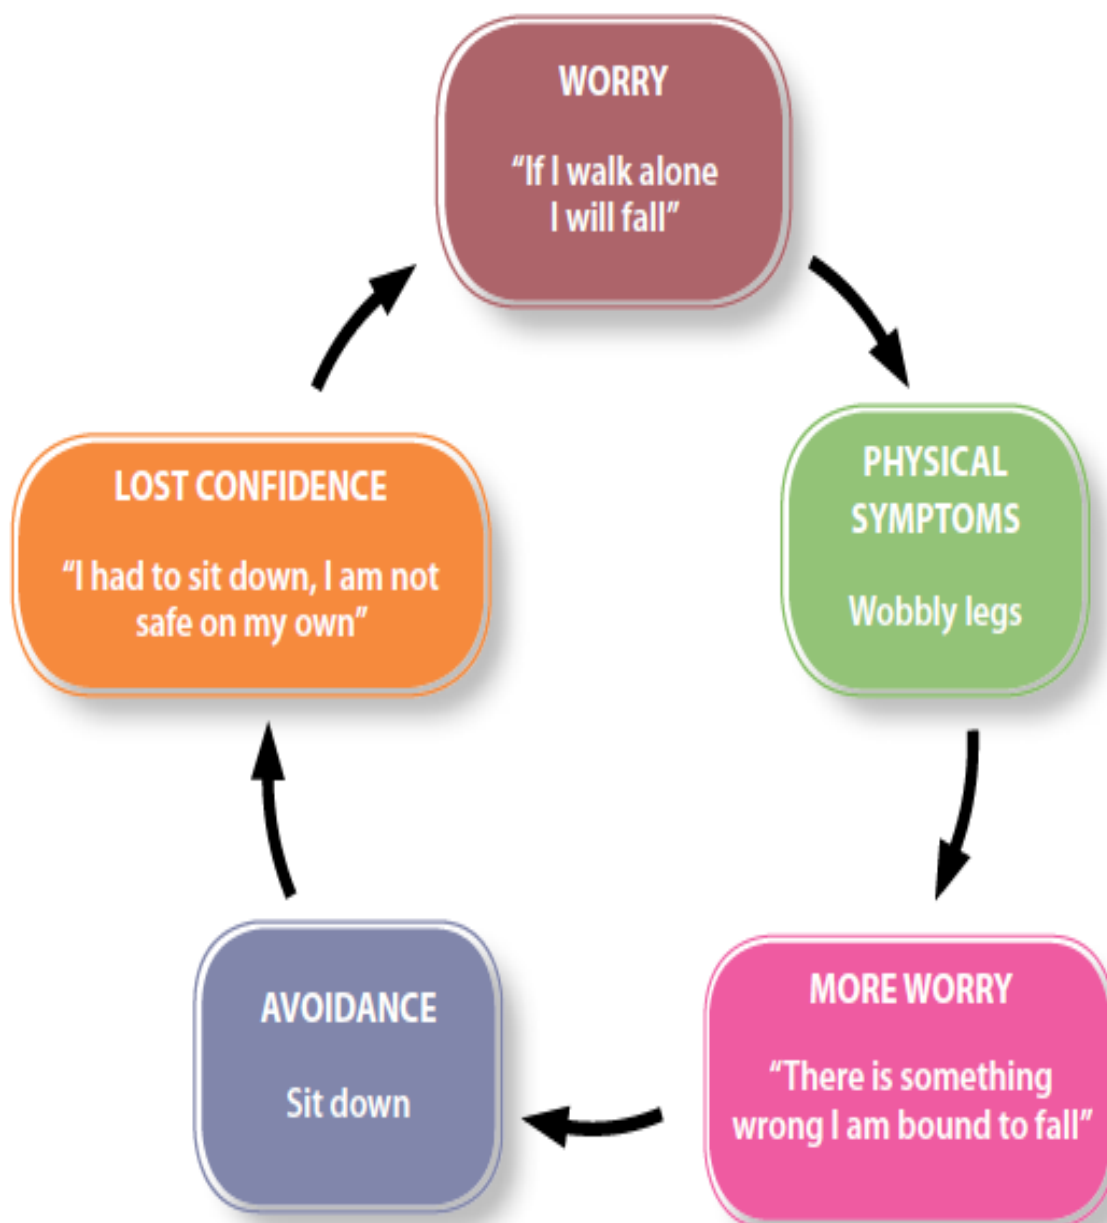 WORRY
“If I walk alone
I will fall”
PHYSICAL
SYMPTOMS
Wobbly legs
MORE WORRY
“There is something
wrong I am bound to fall”
AVOIDANCE
Sit down
LOST CONFIDENCE
“I had to sit down, I am not
safe on my own”